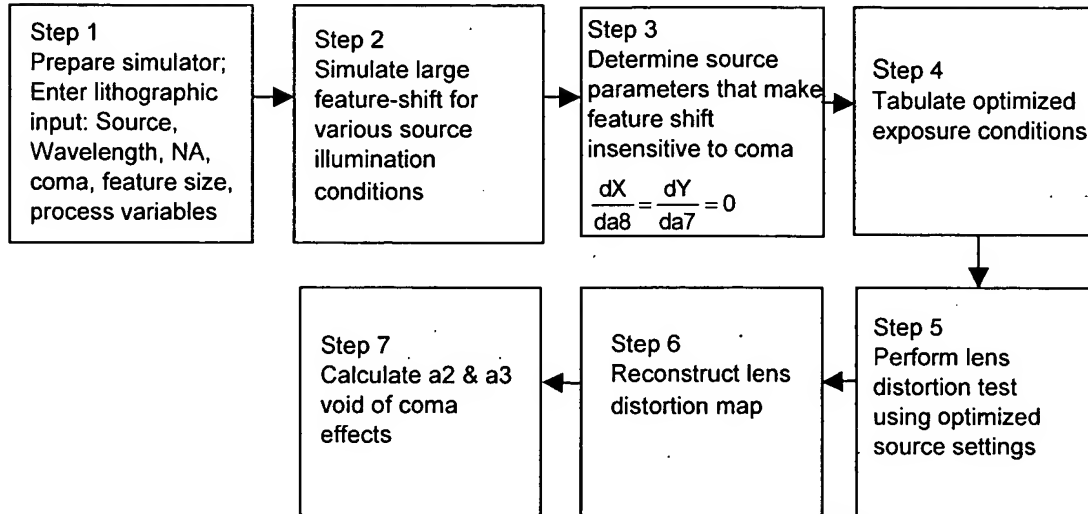 Step 1
Prepare simulator;
Enter lithographic
input: Source,
Wavelength, NA,
coma, feature size,
process variables
Step 2
Simulate large
feature-shift for
various source
illumination
conditions
Step 3
Determine source
parameters that make
feature shift
insensitive to coma
dX/da8 = dY/da7 = 0
Step 4
Tabulate optimized
exposure conditions
Step 5
Perform lens
distortion test
using optimized
source settings
Step 6
Reconstruct lens
distortion map
Step 7
Calculate a2 & a3
void of coma
effects